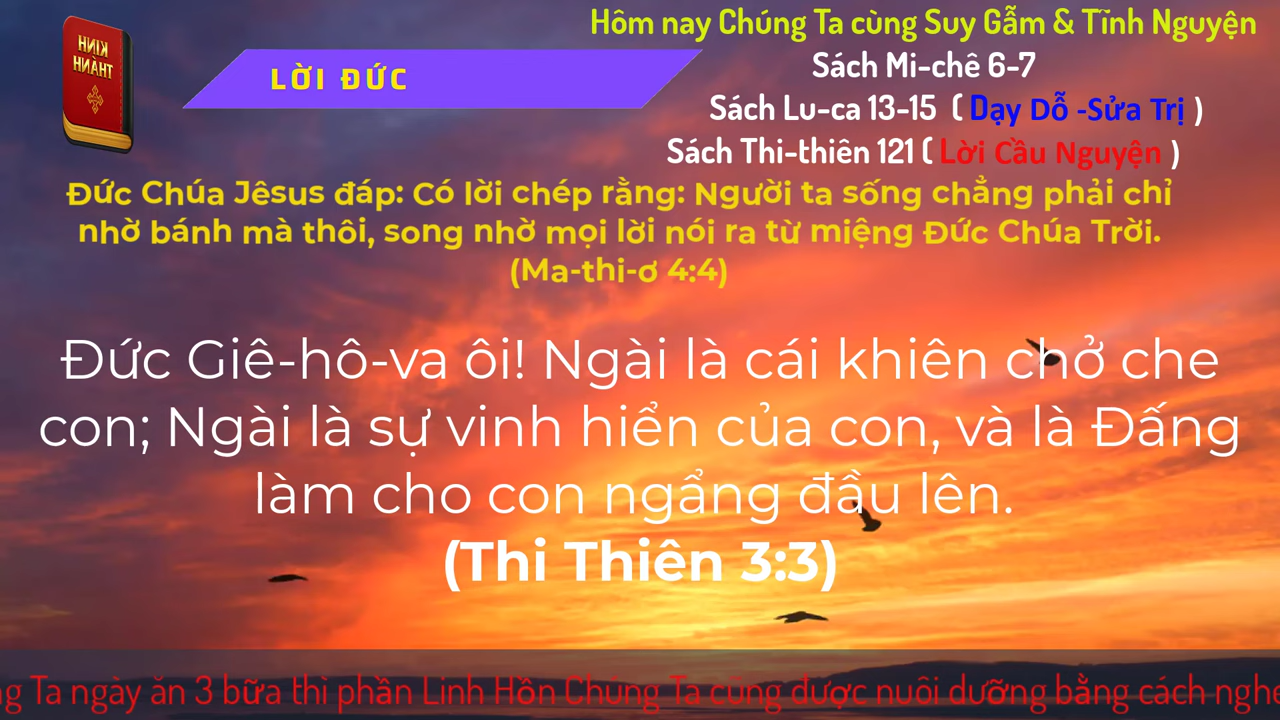 KINH
THÁNH
LỜI ĐỨC
Hôm nay Chúng Ta cùng Suy Gẫm & Tĩnh Nguyện
Sách Mi-chê 6-7
Sách Lu-ca 13-15 ( Dạy Dỗ -Sửa Trị )
Sách Thi-thiên 121 ( Lời Cầu Nguyện )
Đức Chúa Jêsus đáp: Có lời chép rằng: Người ta sống chẳng phải chỉ
nhờ bánh mà thôi, song nhờ mọi lời nói ra từ miệng Đức Chúa Trời.
(Ma-thi-ơ 4:4)
Đức Giê-hô-va ôi! Ngài là cái khiên chở che
con; Ngài là sự vinh hiển của con, và là Đấng
làm cho con ngẩng đầu lên.
(Thi Thiên 3:3)
Ta ngày ăn 3 bữa thì phần Linh Hồn Chúng Ta cũng được nuôi dưỡng bằng cách